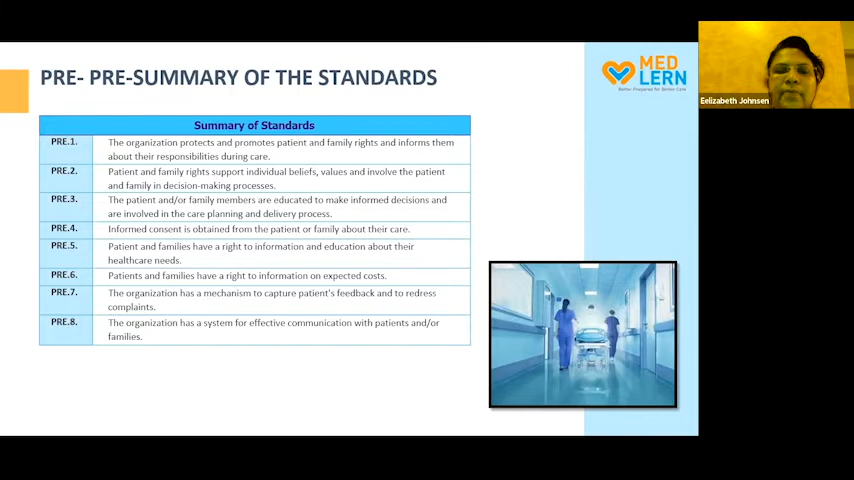 PRE- PRE-SUMMARY OF THE STANDARDS
MED
LERN
Better Prepared for Senior Care
Eelizabeth Johnsen
Summary of Standards
PRE.1. The organization protects and promotes patient and family rights and informs them
about their responsibilities during care.
PRE.2. Patient and family rights support individual beliefs, values and involve the patient
and family in decision-making processes.
PRE.3. The patient and/or family members are educated to make informed decisions and
are involved in the care planning and delivery process.
PRE.4. Informed consent is obtained from the patient or family about their care.
PRE.5. Patient and families have a right to information and education about their
healthcare needs.
PRE.6. Patients and families have a right to information on expected costs.
PRE.7. The organization has a mechanism to capture patient's feedback and to redress
complaints.
PRE.8. The organization has a system for effective communication with patients and/or
families.